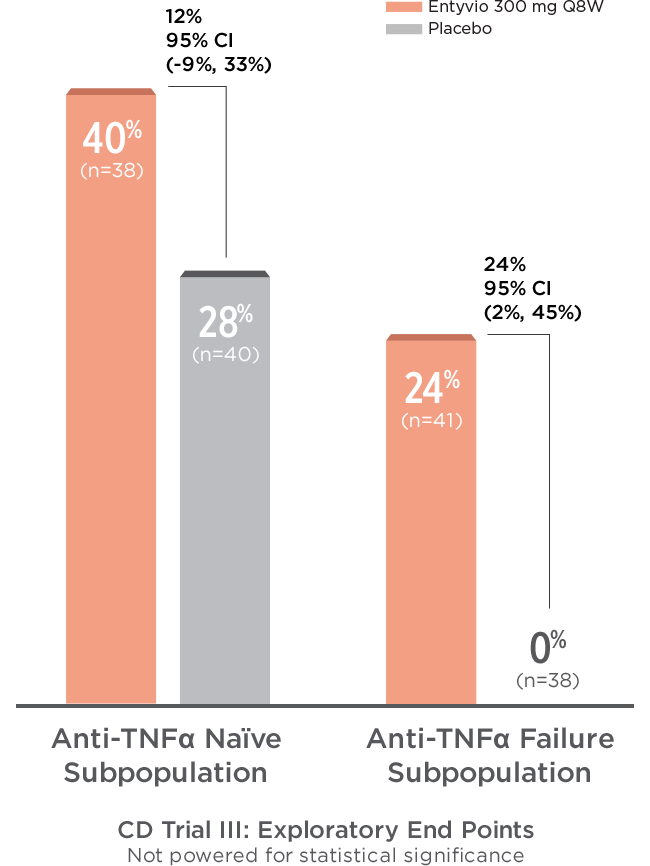 Entyvio 300 mg Q8W
Placebo
12%
95% CI
(-9%, 33%)
40%
(n=38)
28%
(n=40)
24%
95% CI
(2%, 45%)
24%
(n=41)
0%
(n=38)
Anti-TNFα Naïve
Subpopulation
Anti-TNFα Failure
Subpopulation
CD Trial III: Exploratory End Points
Not powered for statistical significance